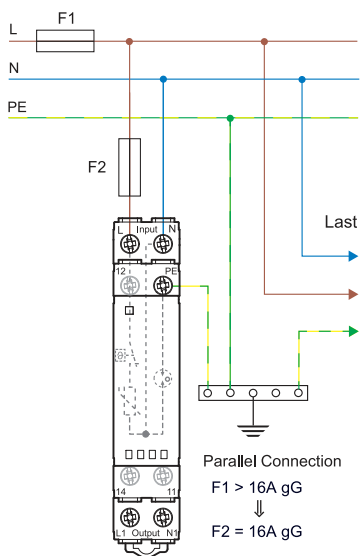 F1
L
N
PE
F2
Last
L Input N
12 PE
14 11
L1 Output N1
Parallel Connection
F1 > 16A gG
⇓
F2 = 16A gG